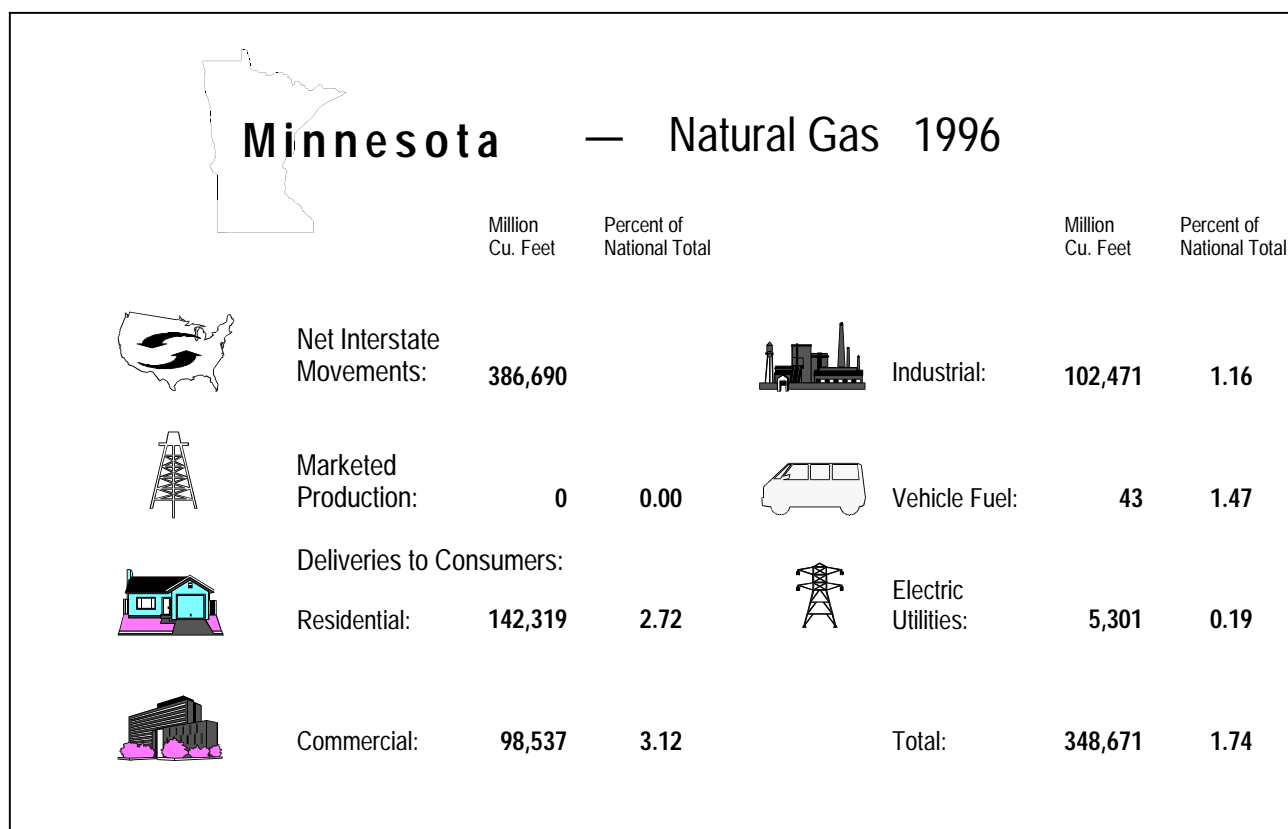 Minnesota — Natural Gas 1996
Million Cu. Feet
Percent of National Total
Million Cu. Feet
Percent of National Total
Net Interstate
Movements: 386,690
Marketed
Production: 0 0.00
Deliveries to Consumers:
Residential: 142,319 2.72
Commercial: 98,537 3.12
Industrial: 102,471 1.16
Vehicle Fuel: 43 1.47
Electric
Utilities: 5,301 0.19
Total: 348,671 1.74